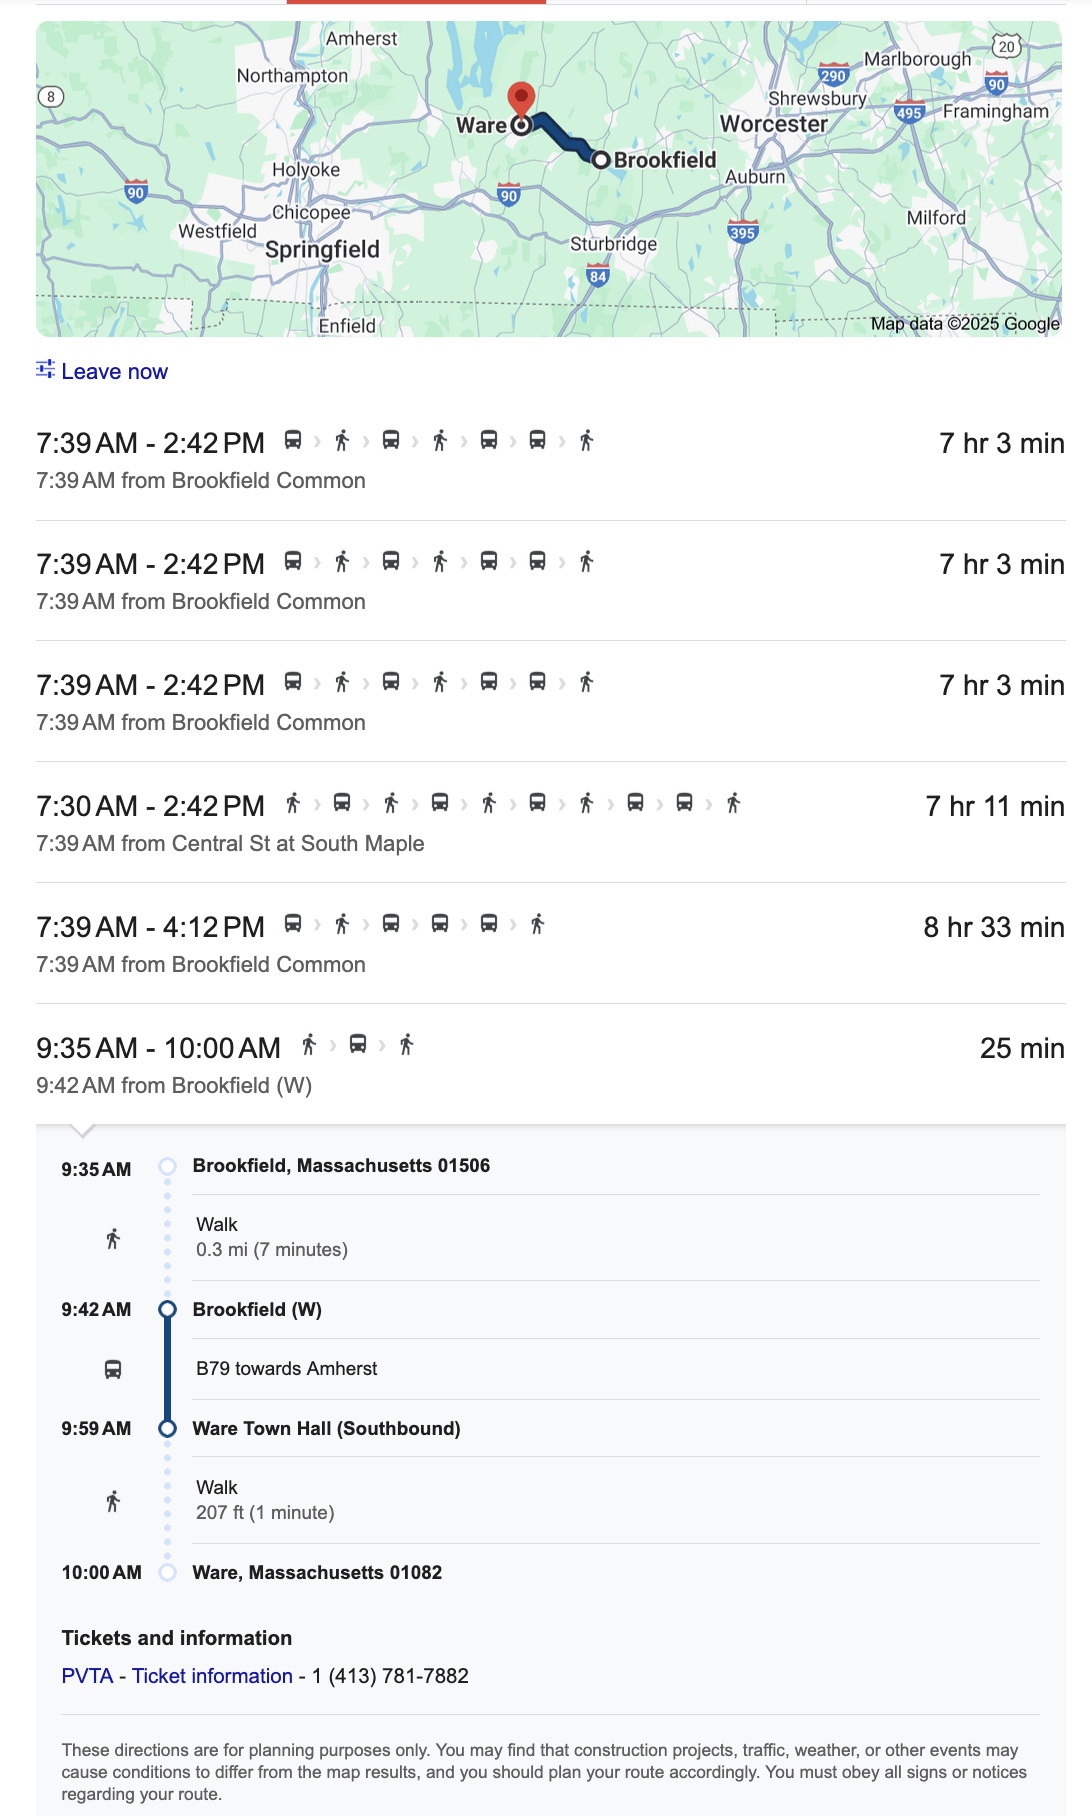 Amherst
20
Marlborough
Northampton
290
90
8
Shrewsbury
495
Framingham
Ware
Worcester
Brookfield
Holyoke
Auburn
90
90
Chicopee
Westfield
395
Milford
Springfield
Sturbridge
84
Enfield
Map data ©2025 Google
Leave now
7:39 AM - 2:42 PM
7 hr 3 min
7:39 AM from Brookfield Common
7:39 AM - 2:42 PM
7 hr 3 min
7:39 AM from Brookfield Common
7:39 AM - 2:42 PM
7 hr 3 min
7:39 AM from Brookfield Common
7:30 AM - 2:42 PM
7 hr 11 min
7:39 AM from Central St at South Maple
7:39 AM - 4:12 PM
8 hr 33 min
7:39 AM from Brookfield Common
9:35 AM - 10:00 AM
25 min
9:42 AM from Brookfield (W)
9:35 AM
Brookfield, Massachusetts 01506
Walk
0.3 mi (7 minutes)
9:42 AM
Brookfield (W)
B79 towards Amherst
9:59 AM
Ware Town Hall (Southbound)
Walk
207 ft (1 minute)
10:00 AM
Ware, Massachusetts 01082
Tickets and information
PVTA - Ticket information - 1 (413) 781-7882
These directions are for planning purposes only. You may find that construction projects, traffic, weather, or other events may
cause conditions to differ from the map results, and you should plan your route accordingly. You must obey all signs or notices
regarding your route.